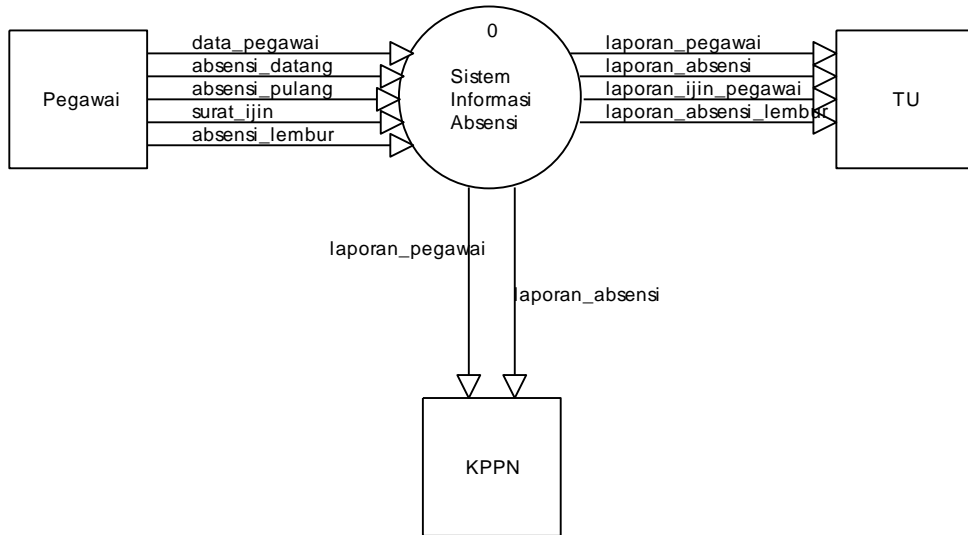 Pegawai
data_pegawai
absensi_datang
absensi_pulang
surat_ijin
absensi_lembur
0
Sistem
Informasi
Absensi
laporan_pegawai
laporan_absensi
laporan_ijin_pegawai
laporan_absensi_lembur
TU
laporan_pegawai
laporan_absensi
KPPN